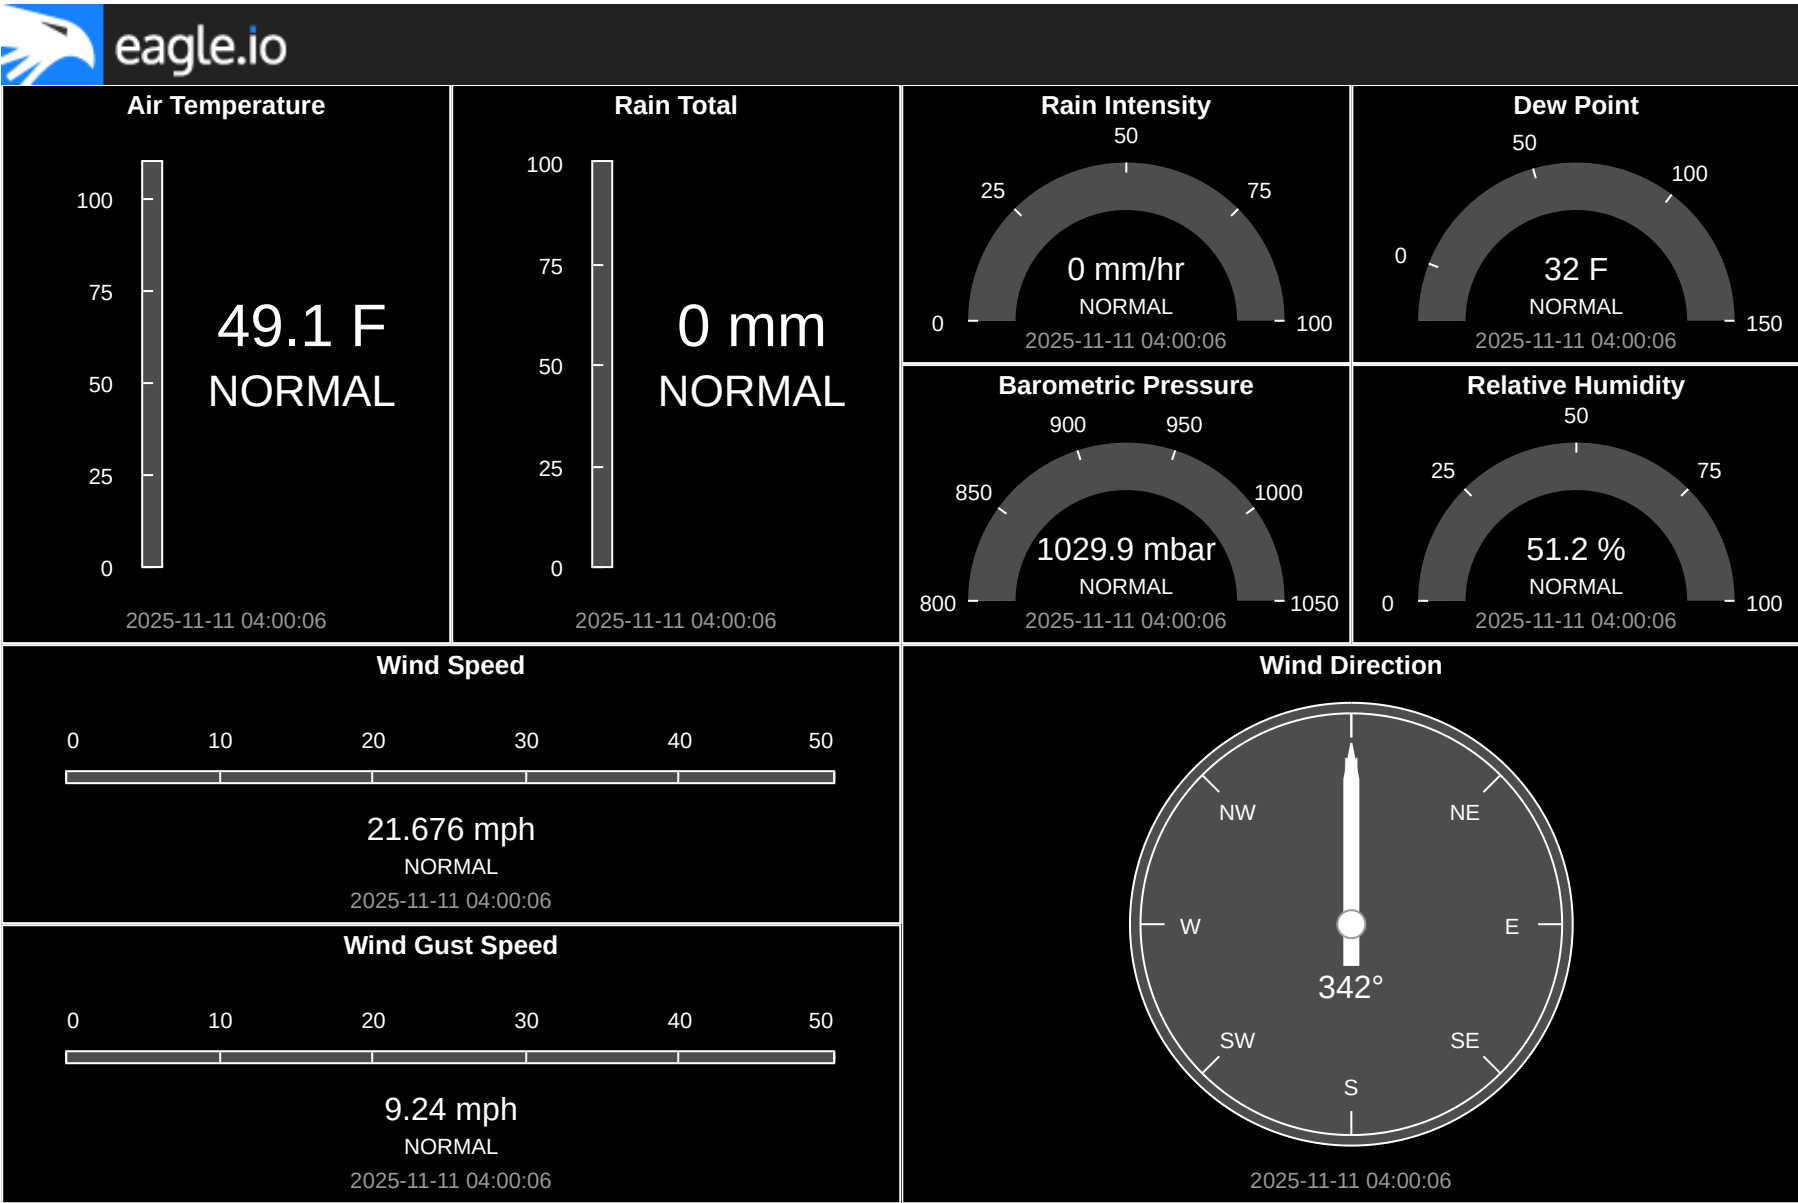 eagle.io
Air Temperature
100
75
50
25
0
49.1 F
NORMAL
2025-11-11 04:00:06
Rain Total
100
75
50
25
0
0 mm
NORMAL
2025-11-11 04:00:06
Rain Intensity
0
25
50
75
100
0 mm/hr
NORMAL
2025-11-11 04:00:06
Dew Point
0
50
100
150
32 F
NORMAL
2025-11-11 04:00:06
Barometric Pressure
800
850
900
950
1000
1050
1029.9 mbar
NORMAL
2025-11-11 04:00:06
Relative Humidity
0
25
50
75
100
51.2 %
NORMAL
2025-11-11 04:00:06
Wind Speed
0 10 20 30 40 50
21.676 mph
NORMAL
2025-11-11 04:00:06
Wind Gust Speed
0 10 20 30 40 50
9.24 mph
NORMAL
2025-11-11 04:00:06
Wind Direction
NW NE
W E
342°
SW SE
S
2025-11-11 04:00:06